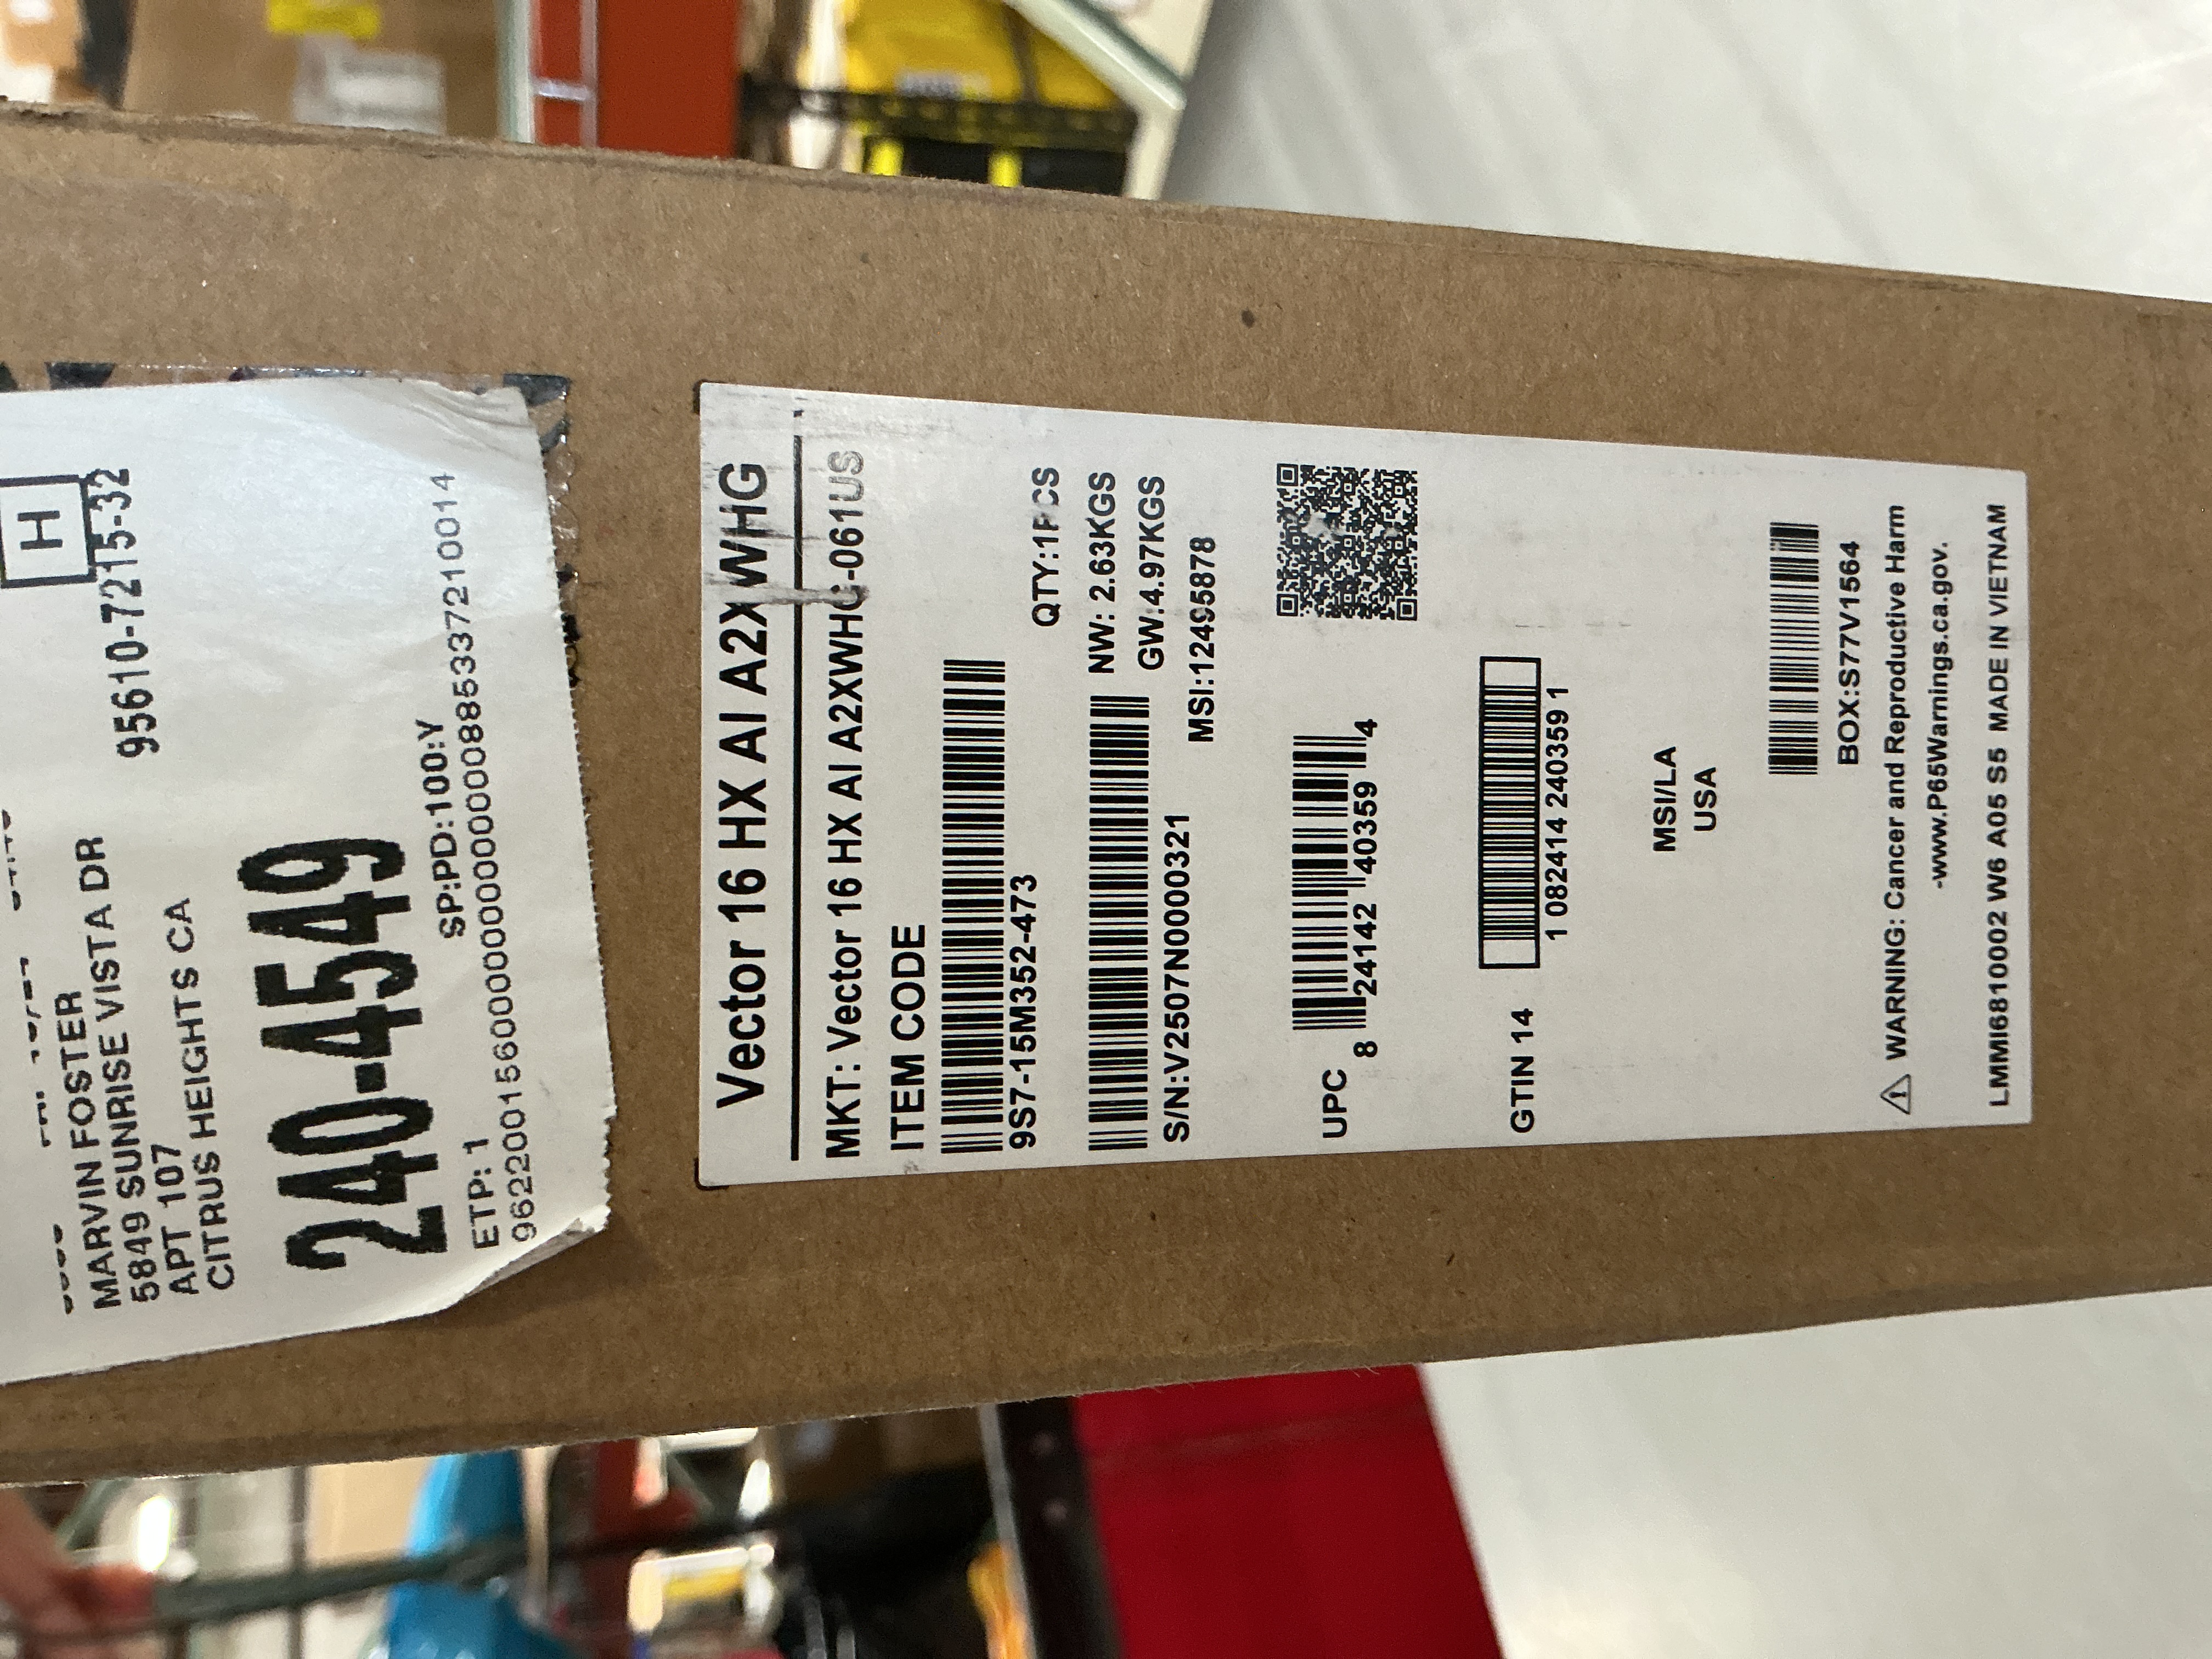 H
95610-7215-32
MARVIN FOSTER
5849 SUNRISE VISTA DR
APT 107
CITRUS HEIGHTS CA
240-4549
SP:PD:100:Y
ETP: 1
Vector 16 HX AI A2XWHG
MKT: Vector 16 HX AI A2XWHG-061US
ITEM CODE
9S7-15M352-473
QTY:1PCS
NW: 2.63KGS
GW:4.97KGS
S/N:V2507N0000321
MSI:12495878
UPC
8 24142 40359 4
GTIN 14
1 082414 240359 1
MSI/LA
USA
BOX:S77V1564
⚠ WARNING: Cancer and Reproductive Harm
-www.P65Warnings.ca.gov.
LMMI6810002 W6 A05 S5 MADE IN VIETNAM